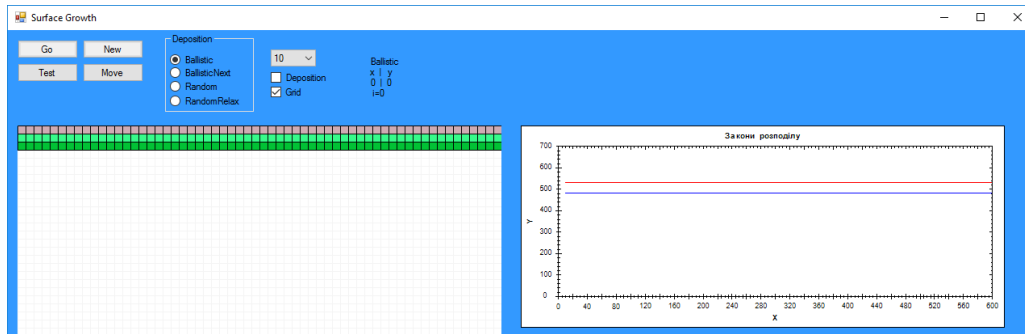 Surface Growth
Go
New
Test
Move
Deposition
Ballistic
BallisticNext
Random
RandomRelax
10
Deposition
Grid
Ballistic
x | y
0 | 0
i=0
Закони розподілу
700
600
500
400
300
200
100
0
Y
0 40 80 120 160 200 240 280 320 360 400 440 480 520 560 600
X